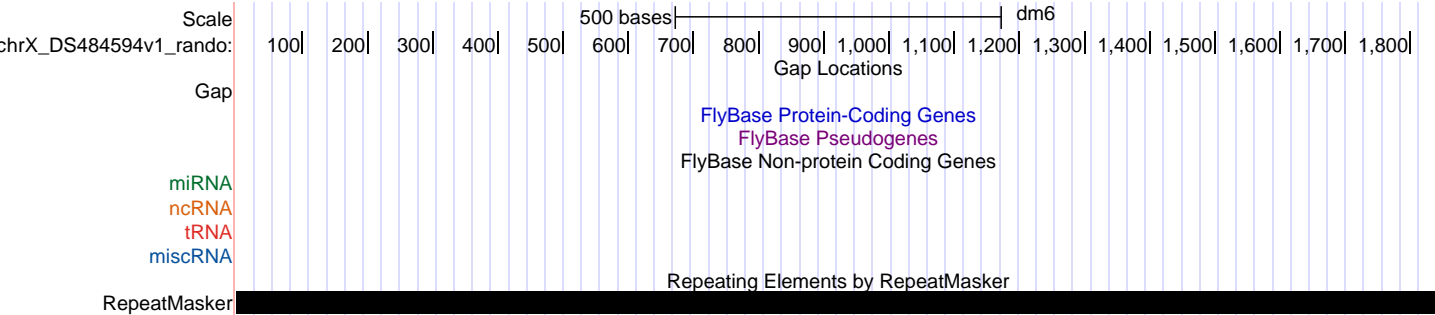 Scale 500 bases dm6
chrX_DS484594v1_rando: 100| 200| 300| 400| 500| 600| 700| 800| 900| 1,000| 1,100| 1,200| 1,300| 1,400| 1,500| 1,600| 1,700| 1,800|
Gap Locations
Gap
FlyBase Protein-Coding Genes
FlyBase Pseudogenes
FlyBase Non-protein Coding Genes
miRNA
ncRNA
tRNA
miscRNA
Repeating Elements by RepeatMasker
RepeatMasker